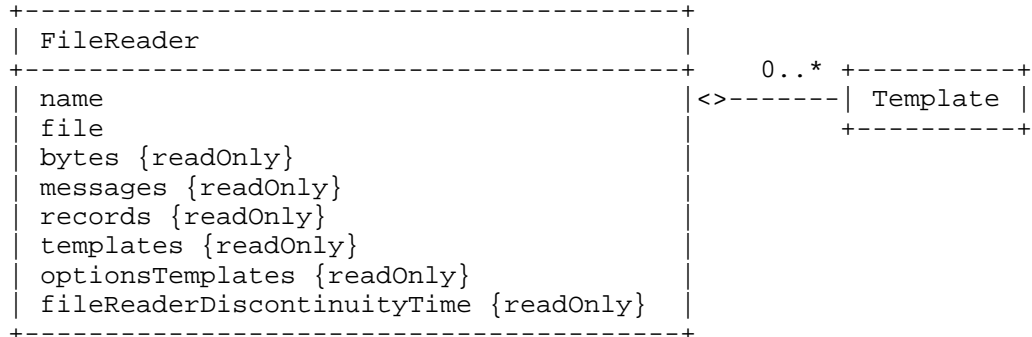 +------------------------------------------+
| FileReader                               |
+------------------------------------------+    0..* +----------+
| name                                     |<>-------| Template |
| file                                     |         +----------+
| bytes {readOnly}                         |
| messages {readOnly}                      |
| records {readOnly}                       |
| templates {readOnly}                     |
| optionsTemplates {readOnly}              |
| fileReaderDiscontinuityTime {readOnly}   |
+------------------------------------------+